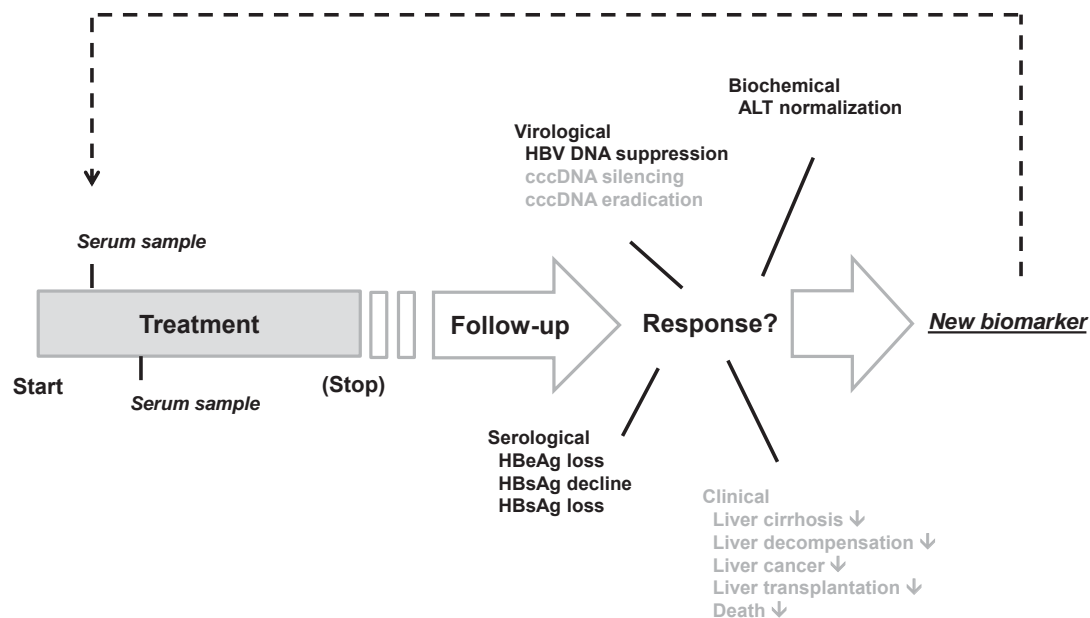 Biochemical
ALT normalization
Virological
HBV DNA suppression
cccDNA silencing
cccDNA eradication
Serum sample
Treatment
Follow-up
Response?
New biomarker
Start
Serum sample
(Stop)
Serological
HBeAg loss
HBsAg decline
HBsAg loss
Clinical
Liver cirrhosis ↓
Liver decompensation ↓
Liver cancer ↓
Liver transplantation ↓
Death ↓